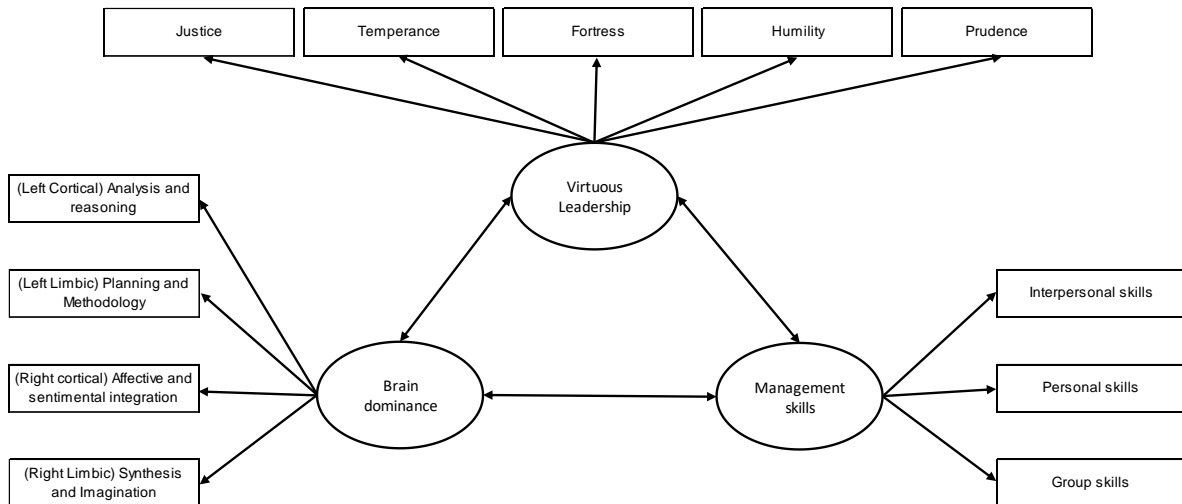 Justice
Temperance
Fortress
Humility
Prudence
Virtuous
Leadership
(Left Cortical) Analysis and
reasoning
(Left Limbic) Planning and
Methodology
(Right cortical) Affective and
sentimental integration
(Right Limbic) Synthesis
and Imagination
Brain
dominance
Management
skills
Interpersonal skills
Personal skills
Group skills